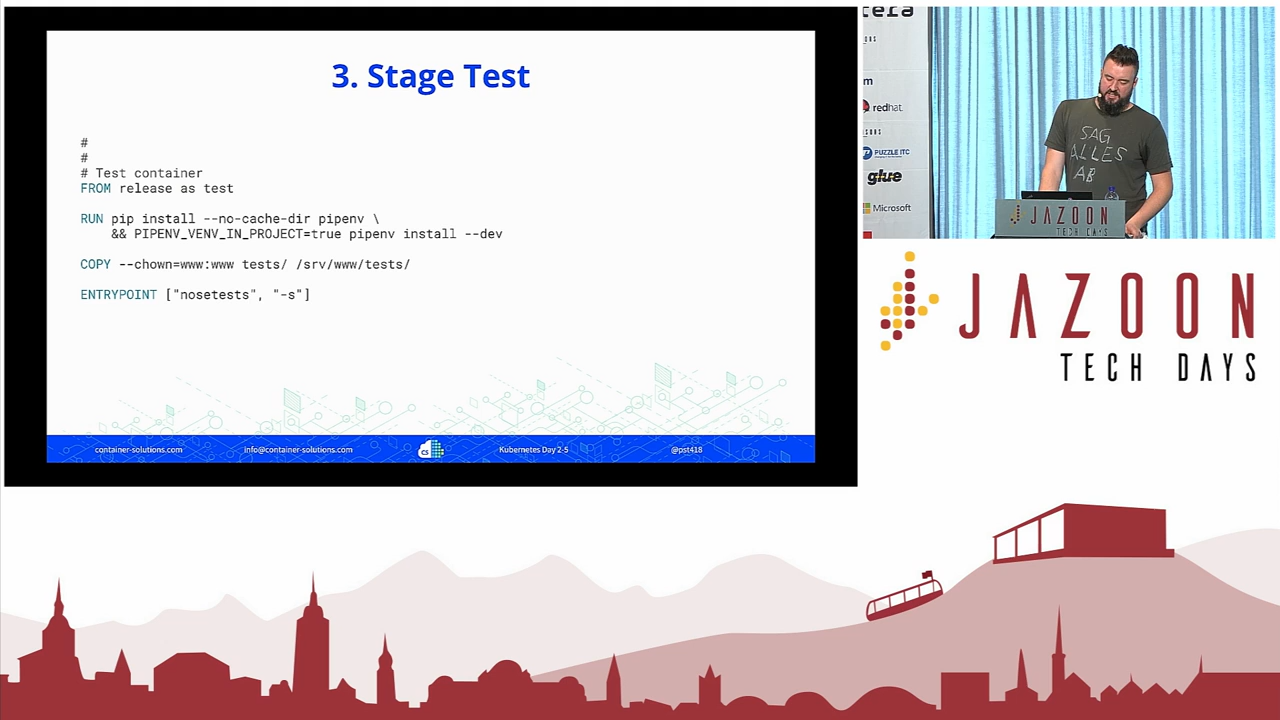 3. Stage Test
#
#
# Test container
FROM release as test
RUN pip install --no-cache-dir pipenv \
&& PIPENV_VENV_IN_PROJECT=true pipenv install --dev
COPY --chown=www:www tests/ /srv/www/tests/
ENTRYPOINT ["nosetests", "-s"]
container-solutions.com
info@container-solutions.com
CS
Kubernetes Day 2-5
@pst418
redhat.
PUZZLE ITC
glue
Microsoft
SAG
ALLES
AB
JAZOON
TECH DAYS
JAZOON
TECH DAYS